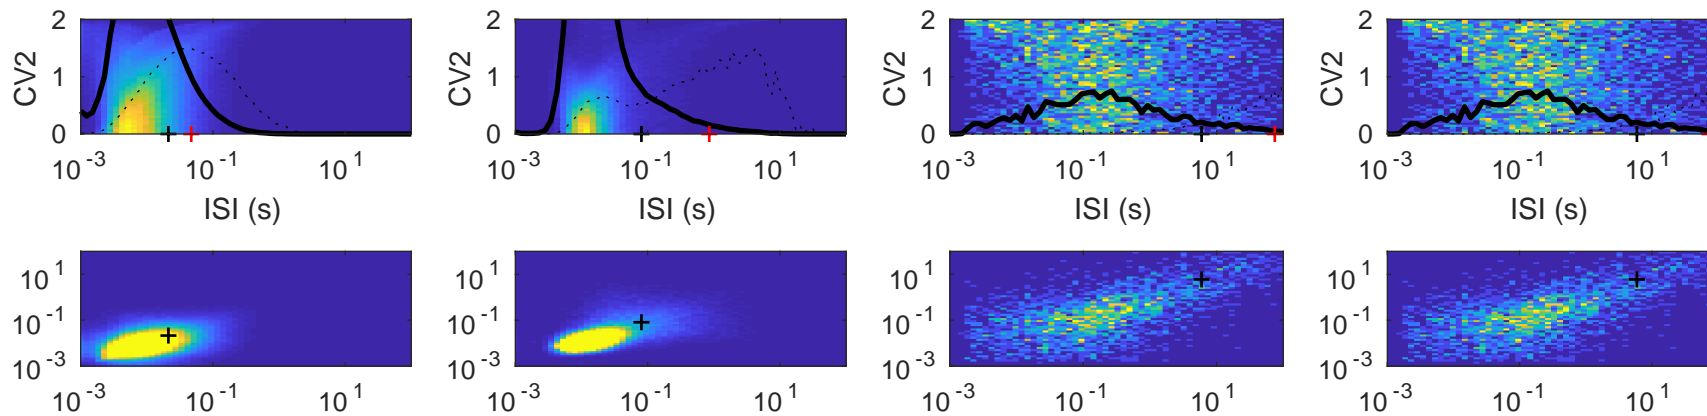 2 2 2 2
CV2 CV2 CV2 CV2
1 1 1 1
0 0 0 0
10^-3 10^-1 10^1 10^-3 10^-1 10^1 10^-3 10^-1 10^1 10^-3 10^-1 10^1
ISI (s) ISI (s) ISI (s) ISI (s)
10^1 10^1 10^1 10^1
10^-1 10^-1 10^-1 10^-1
10^-3 10^-3 10^-3 10^-3
10^-3 10^-1 10^1 10^-3 10^-1 10^1 10^-3 10^-1 10^1 10^-3 10^-1 10^1